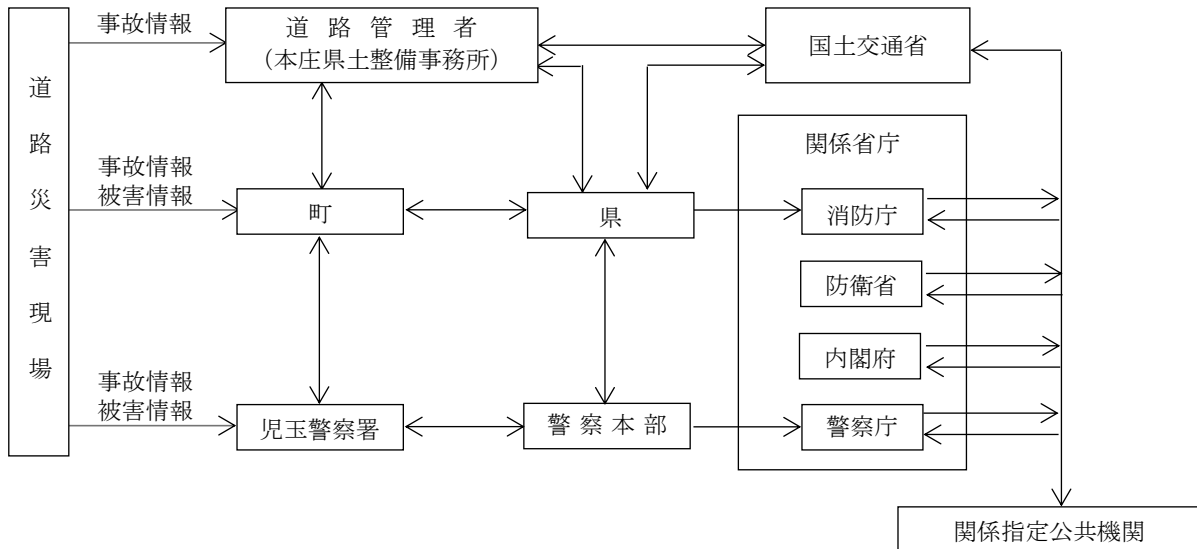 事故情報
道路管理者
（本庄県土整備事務所）
国土交通省
道路災害現場
関係省庁
事故情報
被害情報
町
県
消防庁
防衛省
内閣府
事故情報
被害情報
児玉警察署
警察本部
警察庁
関係指定公共機関